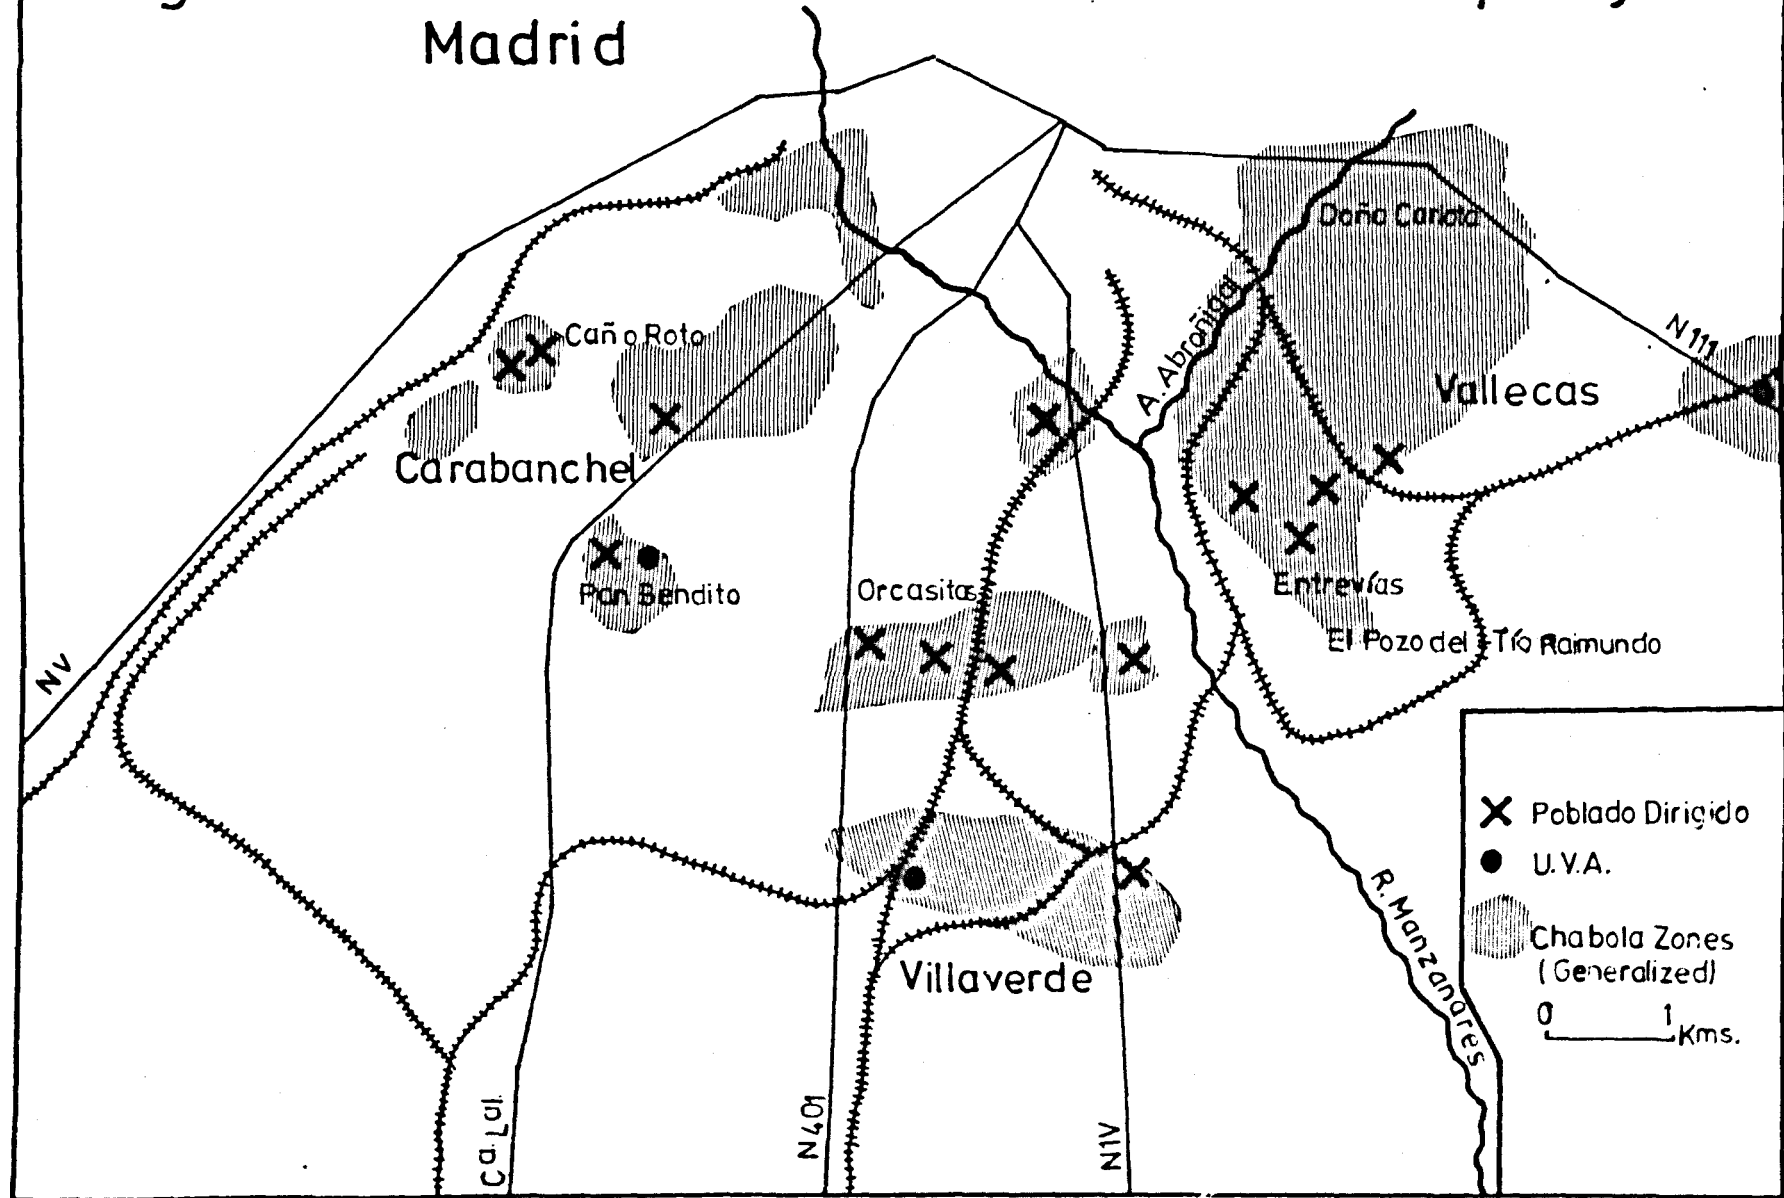 Madrid
Doña Carlota
A. Abroñigal
N111
Caño Roto
Vallecas
Carabanchel
Pan Bendito
Orcasitas
Entrevías
El Pozo del Tío Raimundo
NV
Poblado Dirigido
U.V.A.
Chabola Zones
(Generalized)
0 1
Kms.
Villaverde
R. Manzanares
Ca. Lal.
N401
N1V